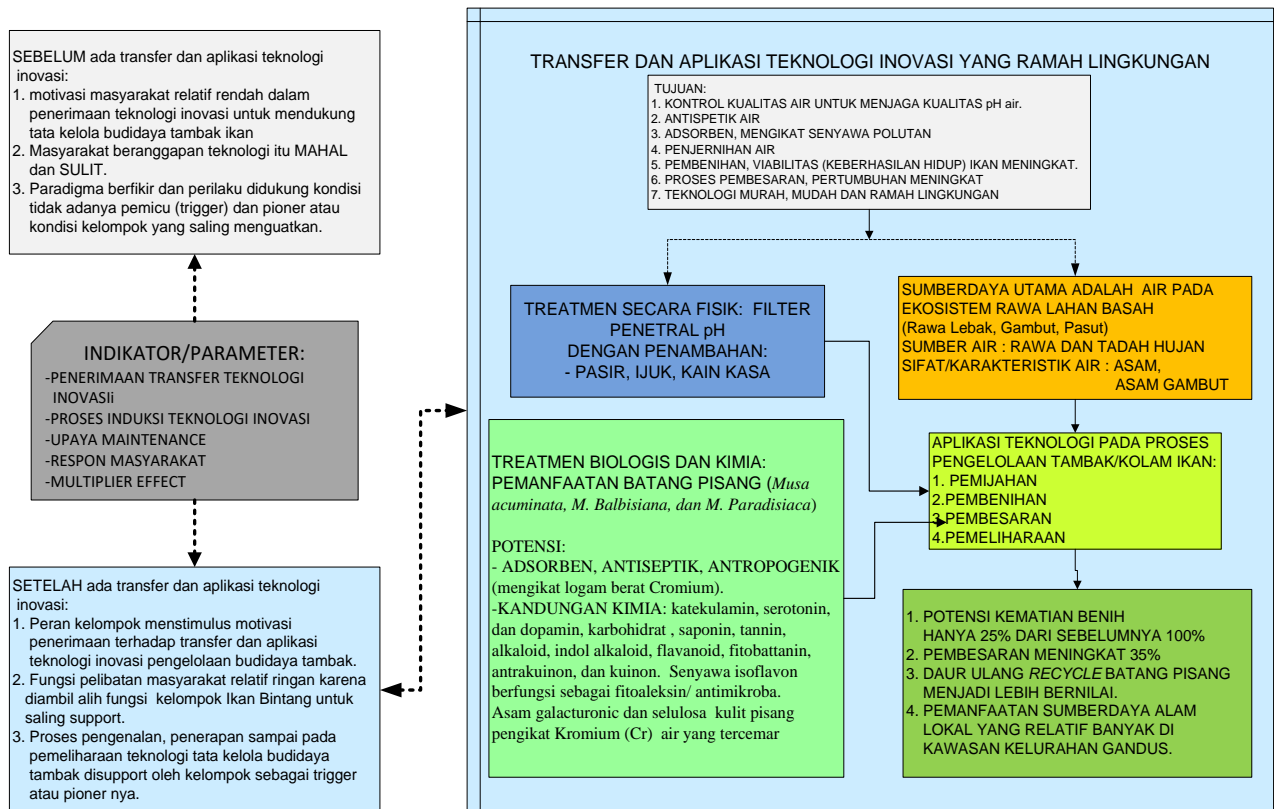 SEBELUM ada transfer dan aplikasi teknologi
inovasi:
1. motivasi masyarakat relatif rendah dalam
penerimaan teknologi inovasi untuk mendukung
tata kelola budidaya tambak ikan
2. Masyarakat beranggapan teknologi itu MAHAL
dan SULIT.
3. Paradigma berfikir dan perilaku didukung kondisi
tidak adanya pemicu (trigger) dan pioner atau
kondisi kelompok yang saling menguatkan.
INDIKATOR/PARAMETER:
-PENERIMAAN TRANSFER TEKNOLOGI
INOVASIi
-PROSES INDUKSI TEKNOLOGI INOVASI
-UPAYA MAINTENANCE
-RESPON MASYARAKAT
-MULTIPLIER EFFECT
SETELAH ada transfer dan aplikasi teknologi
inovasi:
1. Peran kelompok menstimulus motivasi
penerimaan terhadap transfer dan aplikasi
teknologi inovasi pengelolaan budidaya tambak.
2. Fungsi pelibatan masyarakat relatif ringan karena
diambil alih fungsi kelompok Ikan Bintang untuk
saling support.
3. Proses pengenalan, penerapan sampai pada
pemeliharaan teknologi tata kelola budidaya
tambak disupport oleh kelompok sebagai trigger
atau pioner nya.
TRANSFER DAN APLIKASI TEKNOLOGI INOVASI YANG RAMAH LINGKUNGAN
TUJUAN:
1. KONTROL KUALITAS AIR UNTUK MENJAGA KUALITAS pH air.
2. ANTISPETIK AIR
3. ADSORBEN, MENGIKAT SENYAWA POLUTAN
4. PENJERNIHAN AIR
5. PEMBENIHAN, VIABILITAS (KEBERHASILAN HIDUP) IKAN MENINGKAT.
6. PROSES PEMBESARAN, PERTUMBUHAN MENINGKAT
7. TEKNOLOGI MURAH, MUDAH DAN RAMAH LINGKUNGAN
TREATMEN SECARA FISIK: FILTER
PENETRAL pH
DENGAN PENAMBAHAN:
- PASIR, IJUK, KAIN KASA
SUMBERDAYA UTAMA ADALAH AIR PADA
EKOSISTEM RAWA LAHAN BASAH
(Rawa Lebak, Gambut, Pasut)
SUMBER AIR : RAWA DAN TADAH HUJAN
SIFAT/KARAKTERISTIK AIR : ASAM,
ASAM GAMBUT
TREATMEN BIOLOGIS DAN KIMIA:
PEMANFAATAN BATANG PISANG (Musa
acuminata, M. Balbisiana, dan M. Paradisiaca)
POTENSI:
- ADSORBEN, ANTISEPTIK, ANTROPOGENIK
(mengikat logam berat Cromium).
-KANDUNGAN KIMIA: katekulamin, serotonin,
dan dopamin, karbohidrat , saponin, tannin,
alkaloid, indol alkaloid, flavanoid, fitobattanin,
antrakuinon, dan kuinon. Senyawa isoflavon
berfungsi sebagai fitoaleksin/ antimikroba.
Asam galacturonic dan selulosa kulit pisang
pengikat Kromium (Cr) air yang tercemar
APLIKASI TEKNOLOGI PADA PROSES
PENGELOLAAN TAMBAK/KOLAM IKAN:
1. PEMIJAHAN
2.PEMBENIHAN
3.PEMBESARAN
4.PEMELIHARAAN
1. POTENSI KEMATIAN BENIH
HANYA 25% DARI SEBELUMNYA 100%
2. PEMBESARAN MENINGKAT 35%
3. DAUR ULANG RECYCLE BATANG PISANG
MENJADI LEBIH BERNILAI.
4. PEMANFAATAN SUMBERDAYA ALAM
LOKAL YANG RELATIF BANYAK DI
KAWASAN KELURAHAN GANDUS.